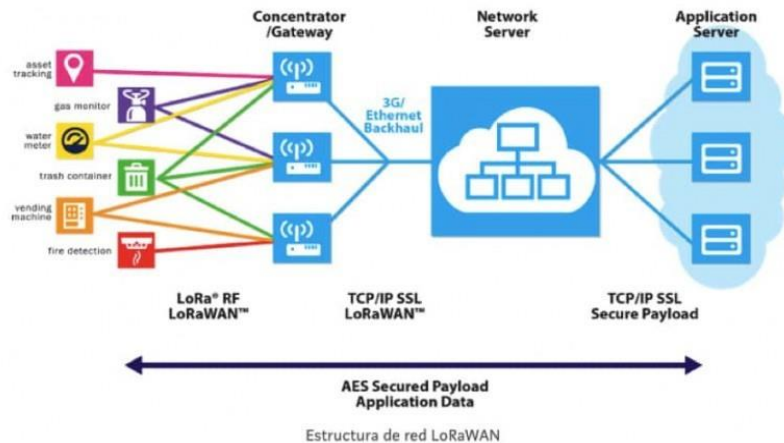 Concentrator
/Gateway
Network
Server
Application
Server
asset
tracking
gas monitor
water
meter
trash container
vending
machine
fire detection
3G/
Ethernet
Backhaul
LoRa® RF
LoRaWAN™
TCP/IP SSL
LoRaWAN™
TCP/IP SSL
Secure Payload
AES Secured Payload
Application Data
Estructura de red LoRaWAN